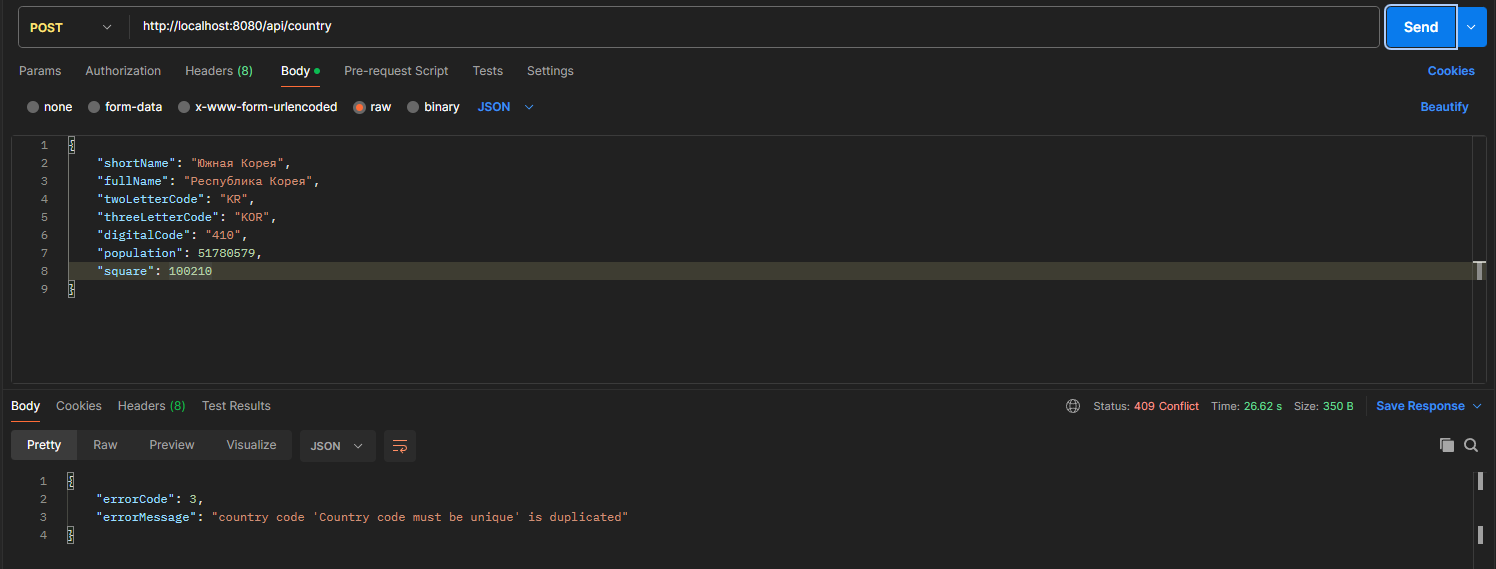 POST http://localhost:8080/api/country Send
Params Authorization Headers (8) Body Pre-request Script Tests Settings Cookies
none form-data x-www-form-urlencoded raw binary JSON Beautify
1 {
2 "shortName": "Южная Корея",
3 "fullName": "Республика Корея",
4 "twoLetterCode": "KR",
5 "threeLetterCode": "KOR",
6 "digitalCode": "410",
7 "population": 51780579,
8 "square": 100210
9 }
Body Cookies Headers (8) Test Results Status: 409 Conflict Time: 26.62 s Size: 350 B Save Response
Pretty Raw Preview Visualize JSON
1 {
2 "errorCode": 3,
3 "errorMessage": "country code 'Country code must be unique' is duplicated"
4 }